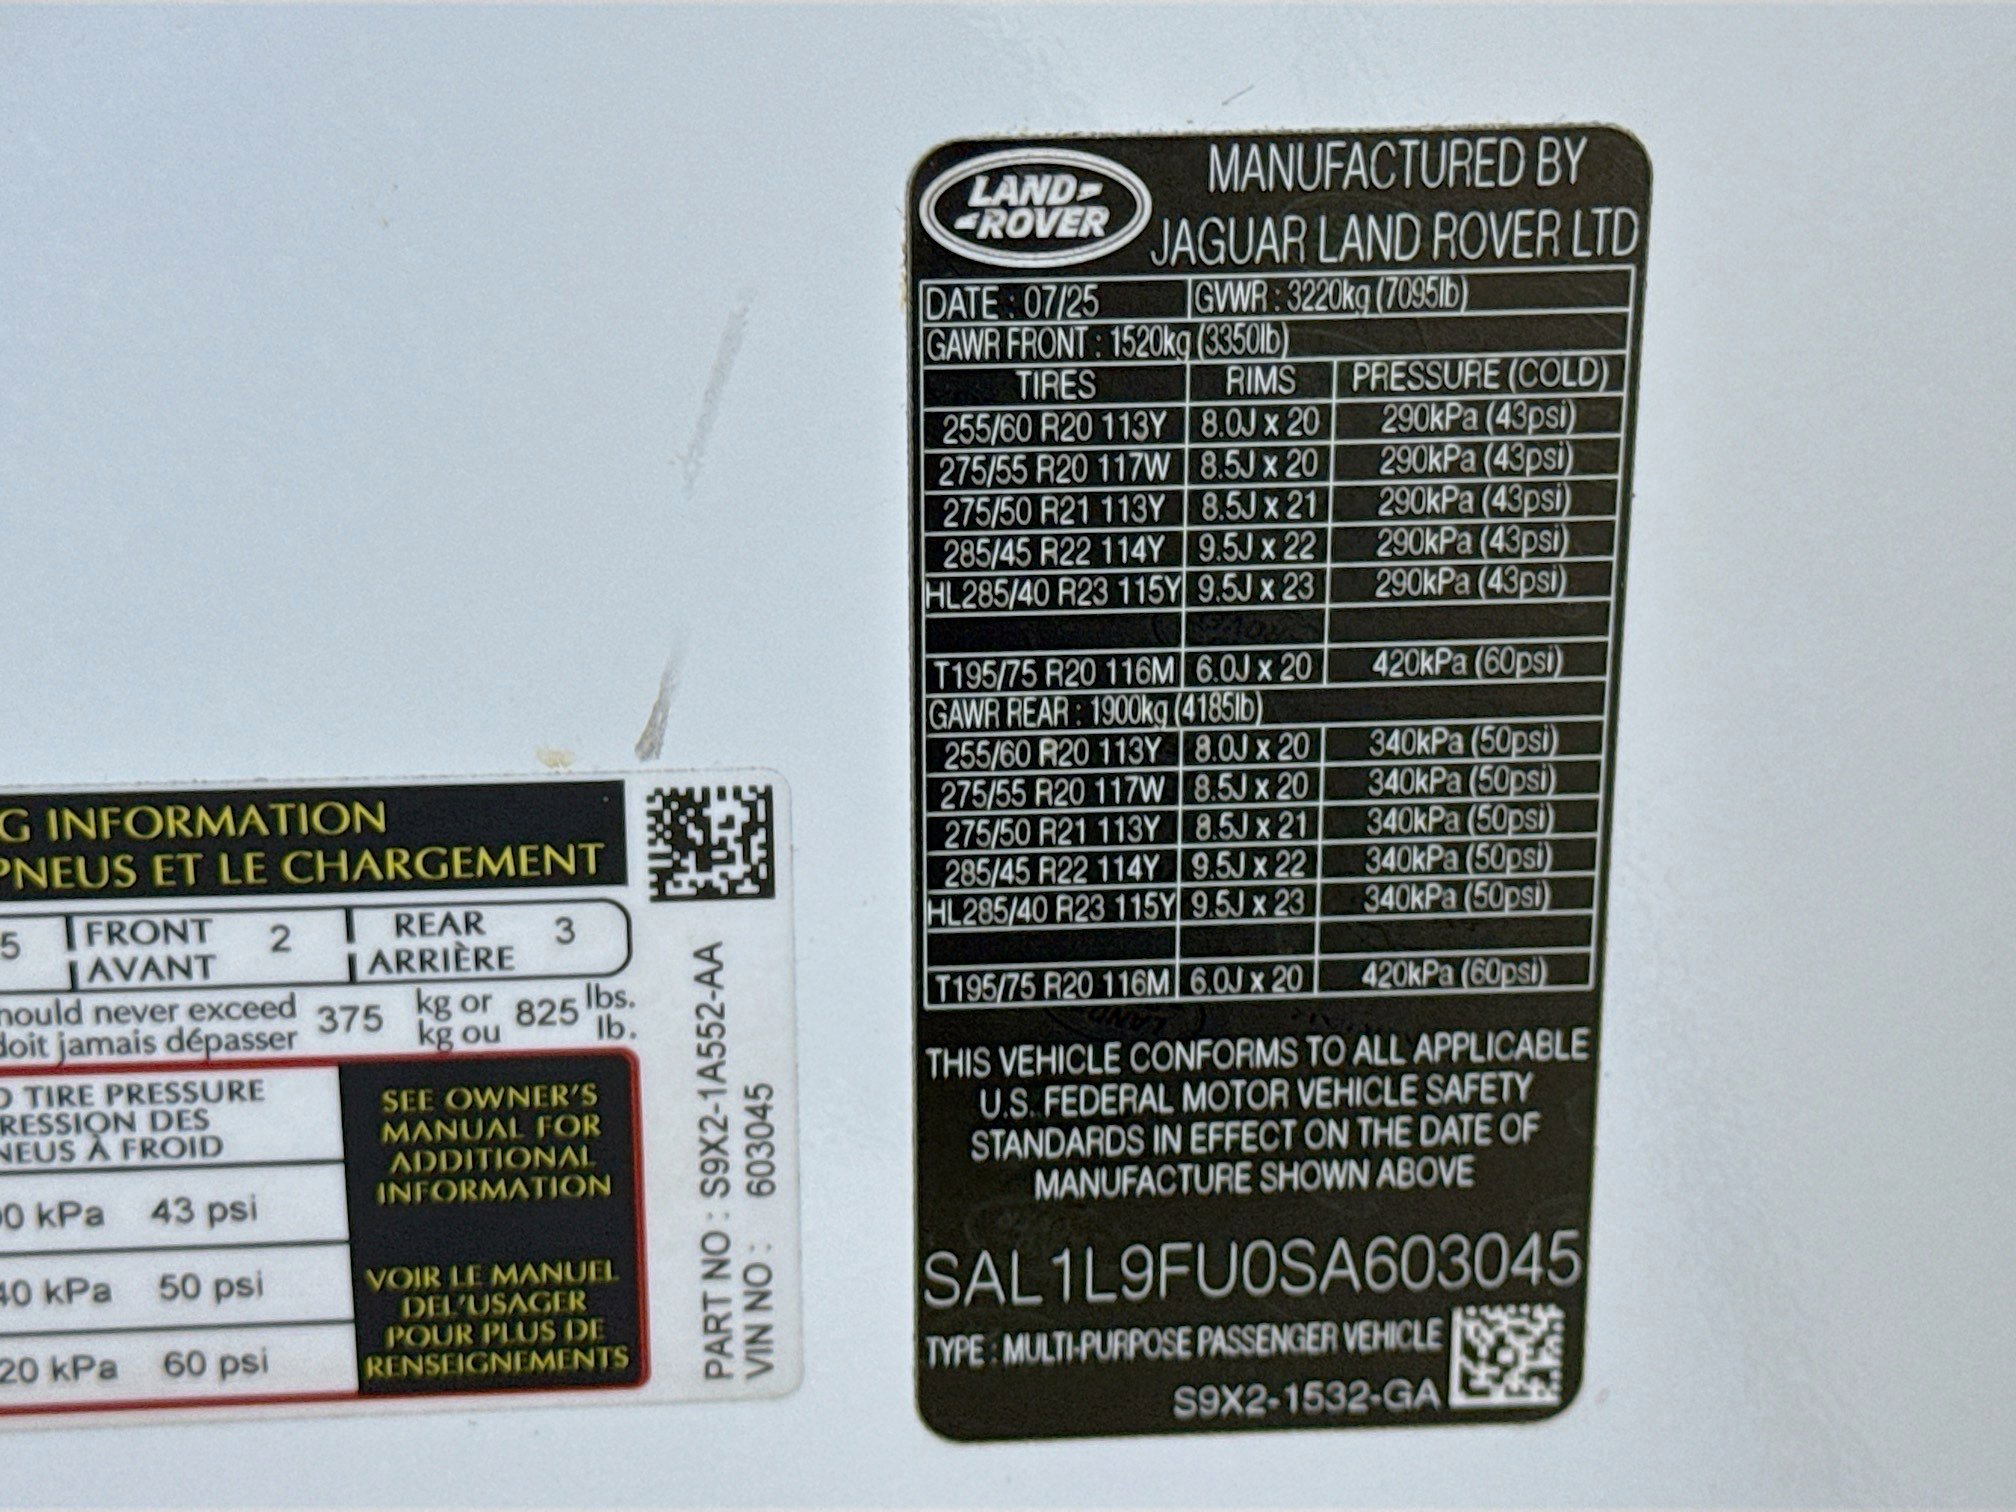 LAND-
-ROVER
MANUFACTURED BY
JAGUAR LAND ROVER LTD
DATE : 07/25 GVWR : 3220kg (7095lb)
GAWR FRONT : 1520kg (3350lb)
TIRES RIMS PRESSURE (COLD)
255/60 R20 113Y 8.0J x 20 290kPa (43psi)
275/55 R20 117W 8.5J x 20 290kPa (43psi)
275/50 R21 113Y 8.5J x 21 290kPa (43psi)
285/45 R22 114Y 9.5J x 22 290kPa (43psi)
HL285/40 R23 115Y 9.5J x 23 290kPa (43psi)
T195/75 R20 116M 6.0J x 20 420kPa (60psi)
GAWR REAR : 1900kg (4185lb)
255/60 R20 113Y 8.0J x 20 340kPa (50psi)
275/55 R20 117W 8.5J x 20 340kPa (50psi)
275/50 R21 113Y 8.5J x 21 340kPa (50psi)
285/45 R22 114Y 9.5J x 22 340kPa (50psi)
HL285/40 R23 115Y 9.5J x 23 340kPa (50psi)
T195/75 R20 116M 6.0J x 20 420kPa (60psi)
THIS VEHICLE CONFORMS TO ALL APPLICABLE
U.S. FEDERAL MOTOR VEHICLE SAFETY
STANDARDS IN EFFECT ON THE DATE OF
MANUFACTURE SHOWN ABOVE
SAL1L9FU0SA603045
TYPE : MULTI-PURPOSE PASSENGER VEHICLE
S9X2-1532-GA
G INFORMATION
PNEUS ET LE CHARGEMENT
5 FRONT 2 REAR 3
AVANT ARRIÈRE
hould never exceed 375 kg or 825 lbs.
doit jamais dépasser kg ou lb.
D TIRE PRESSURE
RESSION DES
NEUS À FROID
00 kPa 43 psi
40 kPa 50 psi
20 kPa 60 psi
SEE OWNER'S
MANUAL FOR
ADDITIONAL
INFORMATION
VOIR LE MANUEL
DEL'USAGER
POUR PLUS DE
RENSEIGNEMENTS
PART NO : S9X2-1A552-AA
VIN NO : 603045